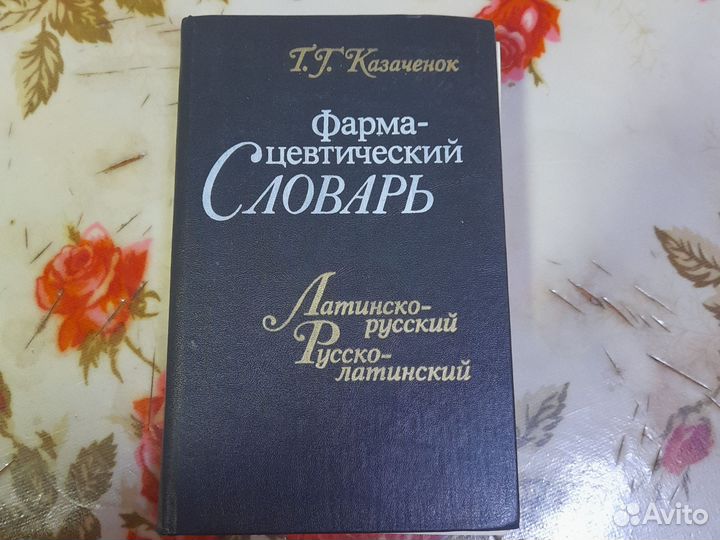 Т.Г. Казаченок
Фарма-
цевтический
СЛОВАРЬ
Латинско-
русский
Русско-
латинский
Avito